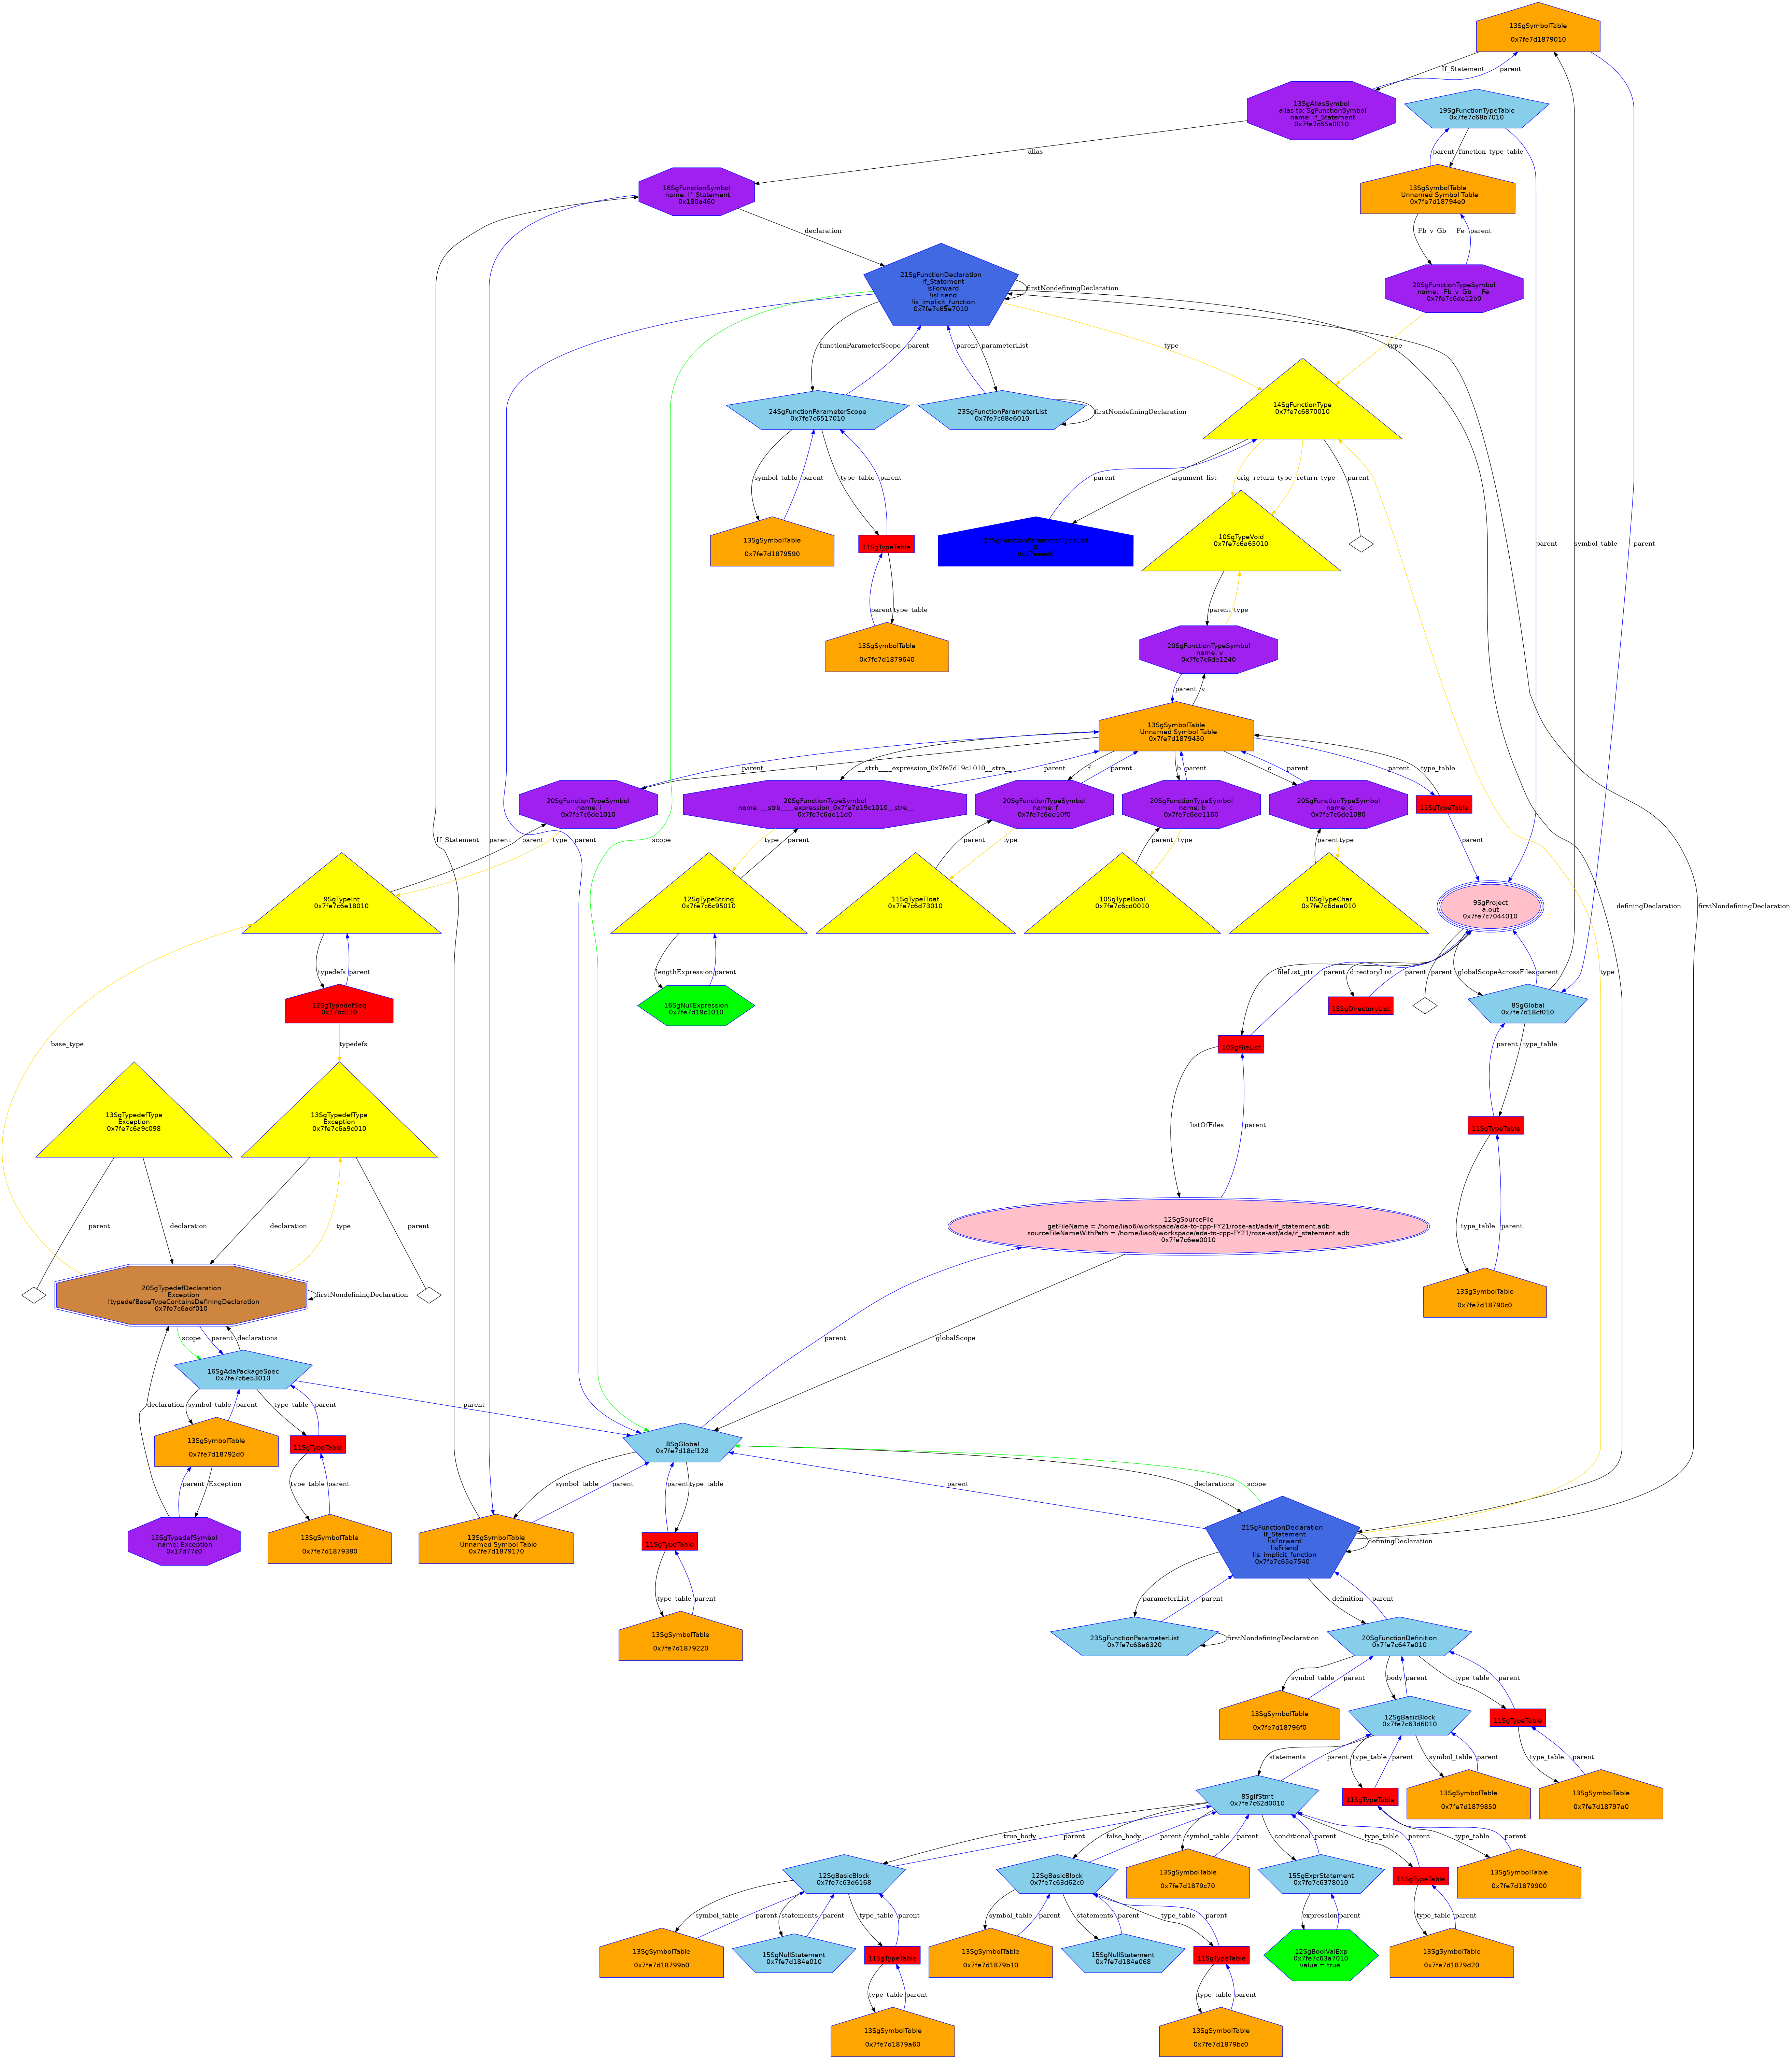 13SgSymbolTable
0x7fe7d1879010
If_Statement
parent
13SgAliasSymbol
alias to: SgFunctionSymbol
name: If_Statement
0x7fe7c65a0010
19SgFunctionTypeTable
0x7fe7c68b7010
alias
parent
function_type_table
16SgFunctionSymbol
name: If_Statement
0x180a460
13SgSymbolTable
Unnamed Symbol Table
0x7fe7d18794e0
declaration
_Fb_v_Gb___Fe_
parent
21SgFunctionDeclaration
If_Statement
isForward
!isFriend
!is_implicit_function
0x7fe7c65e7010
firstNondefiningDeclaration
20SgFunctionTypeSymbol
name: _Fb_v_Gb___Fe_
0x7fe7c6de12b0
functionParameterScope
parent
parent
parameterList
type
type
24SgFunctionParameterScope
0x7fe7c6517010
23SgFunctionParameterList
0x7fe7c68e6010
firstNondefiningDeclaration
14SgFunctionType
0x7fe7c6870010
symbol_table
parent
type_table
parent
parent
argument_list
orig_return_type
return_type
parent
13SgSymbolTable
0x7fe7d1879590
11SgTypeTable
10SgTypeVoid
0x7fe7c6a65010
parent
symbol_table
parent
parent
type_table
parent
type
13SgSymbolTable
0x7fe7d1879640
20SgFunctionTypeSymbol
name: v
0x7fe7c6de1240
parent
v
13SgSymbolTable
Unnamed Symbol Table
0x7fe7d1879430
parent
i
__strb____expression_0x7fe7d19c1010__stre__
parent
f
parent
b
parent
c
parent
parent
type_table
20SgFunctionTypeSymbol
name: i
0x7fe7c6de1010
20SgFunctionTypeSymbol
name: __strb____expression_0x7fe7d19c1010__stre__
0x7fe7c6de11d0
20SgFunctionTypeSymbol
name: f
0x7fe7c6de10f0
20SgFunctionTypeSymbol
name: b
0x7fe7c6de1160
20SgFunctionTypeSymbol
name: c
0x7fe7c6de1080
11SgTypeTable
If_Statement
parent
parent
scope
parent
type
type
parent
parent
type
parent
type
parent
type
parent
9SgTypeInt
0x7fe7c6e18010
12SgTypeString
0x7fe7c6c95010
11SgTypeFloat
0x7fe7c6d73010
10SgTypeBool
0x7fe7c6cd0010
10SgTypeChar
0x7fe7c6daa010
9SgProject
a.out
0x7fe7c7044010
definingDeclaration
firstNondefiningDeclaration
typedefs
parent
lengthExpression
parent
fileList_ptr
parent
directoryList
parent
parent
globalScopeAcrossFiles
parent
type
12SgTypedefSeq
0x17bc230
16SgNullExpression
0x7fe7d19c1010
15SgDirectoryList
8SgGlobal
0x7fe7d18cf010
base_type
typedefs
10SgFileList
parent
type_table
13SgTypedefType
Exception
0x7fe7c6a9c098
13SgTypedefType
Exception
0x7fe7c6a9c010
listOfFiles
parent
11SgTypeTable
parent
declaration
declaration
type
parent
12SgSourceFile
getFileName = /home/liao6/workspace/ada-to-cpp-FY21/rose-ast/ada/if_statement.adb
sourceFileNameWithPath = /home/liao6/workspace/ada-to-cpp-FY21/rose-ast/ada/if_statement.adb
0x7fe7c6ee0010
type_table
parent
20SgTypedefDeclaration
Exception
!typedefBaseTypeContainsDefiningDeclaration
0x7fe7c6adf010
firstNondefiningDeclaration
13SgSymbolTable
0x7fe7d18790c0
scope
parent
declarations
parent
globalScope
16SgAdaPackageSpec
0x7fe7c6e53010
declaration
symbol_table
parent
type_table
parent
parent
13SgSymbolTable
0x7fe7d18792d0
11SgTypeTable
8SgGlobal
0x7fe7d18cf128
parent
Exception
type_table
parent
symbol_table
parent
parent
type_table
declarations
parent
scope
15SgTypedefSymbol
name: Exception
0x17d77c0
13SgSymbolTable
0x7fe7d1879380
13SgSymbolTable
Unnamed Symbol Table
0x7fe7d1879170
11SgTypeTable
21SgFunctionDeclaration
If_Statement
!isForward
!isFriend
!is_implicit_function
0x7fe7c65e7540
definingDeclaration
type_table
parent
parameterList
parent
definition
parent
13SgSymbolTable
0x7fe7d1879220
23SgFunctionParameterList
0x7fe7c68e6320
firstNondefiningDeclaration
20SgFunctionDefinition
0x7fe7c647e010
symbol_table
parent
body
parent
type_table
parent
13SgSymbolTable
0x7fe7d18796f0
12SgBasicBlock
0x7fe7c63d6010
11SgTypeTable
statements
parent
type_table
parent
symbol_table
parent
type_table
parent
8SgIfStmt
0x7fe7c62d0010
11SgTypeTable
13SgSymbolTable
0x7fe7d1879850
13SgSymbolTable
0x7fe7d18797a0
true_body
parent
false_body
parent
symbol_table
parent
conditional
parent
type_table
parent
type_table
parent
12SgBasicBlock
0x7fe7c63d6168
12SgBasicBlock
0x7fe7c63d62c0
13SgSymbolTable
0x7fe7d1879c70
15SgExprStatement
0x7fe7c6378010
11SgTypeTable
13SgSymbolTable
0x7fe7d1879900
symbol_table
parent
statements
parent
type_table
parent
symbol_table
parent
statements
parent
type_table
parent
expression
parent
type_table
parent
13SgSymbolTable
0x7fe7d18799b0
15SgNullStatement
0x7fe7d184e010
11SgTypeTable
13SgSymbolTable
0x7fe7d1879b10
15SgNullStatement
0x7fe7d184e068
11SgTypeTable
12SgBoolValExp
0x7fe7c63a7010
value = true
13SgSymbolTable
0x7fe7d1879d20
type_table
parent
type_table
parent
13SgSymbolTable
0x7fe7d1879a60
13SgSymbolTable
0x7fe7d1879bc0